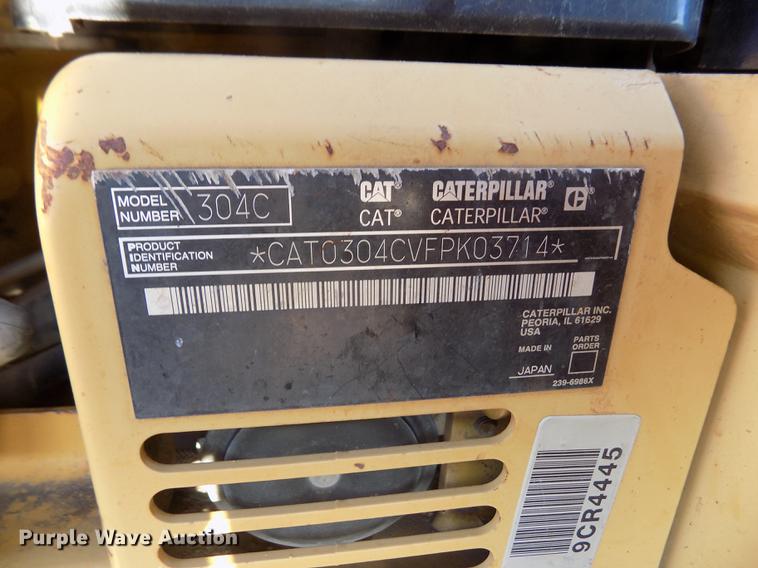 MODEL NUMBER 304C
CAT CATERPILLAR C®
CAT® CATERPILLAR®
PRODUCT IDENTIFICATION NUMBER *CAT0304CVFPK03714*
CATERPILLAR INC.
PEORIA, IL 61629
USA
MADE IN JAPAN
PARTS ORDER
239-6986X
9CR4445
Purple Wave Auction